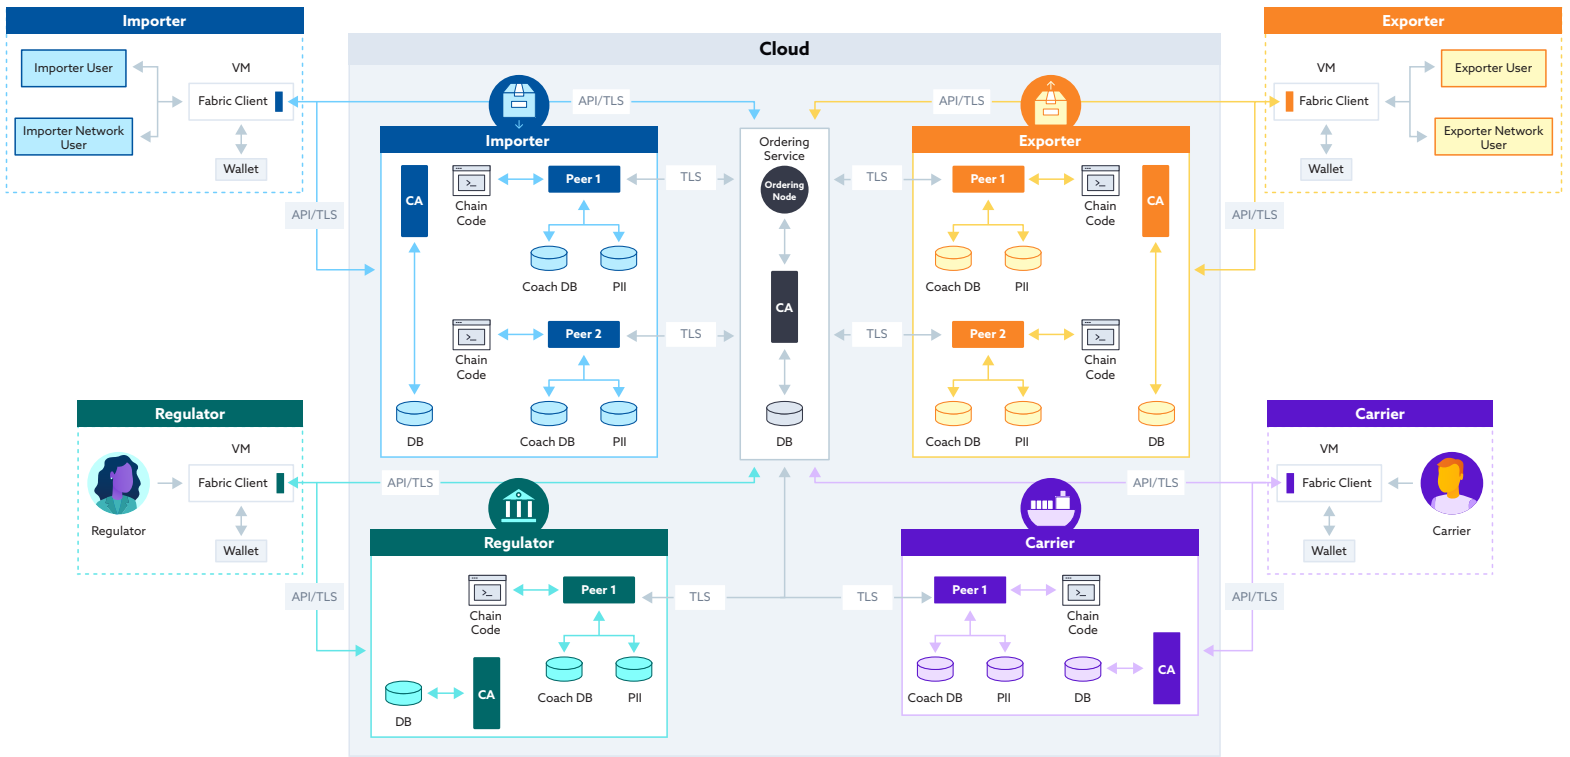 Importer
Importer User
Importer Network
User
VM
Fabric Client
Wallet
API/TLS
Cloud
API/TLS
API/TLS
Exporter
VM
Fabric Client
Wallet
Exporter User
Exporter Network
User
API/TLS
Importer
CA
Chain
Code
Peer 1
Coach DB
PII
Chain
Code
Peer 2
DB
Coach DB
PII
TLS
TLS
Ordering
Service
Ordering
Node
CA
DB
TLS
TLS
Exporter
Peer 1
Chain
Code
CA
Coach DB
PII
Peer 2
Chain
Code
Coach DB
PII
DB
Regulator
VM
Fabric Client
Regulator
Wallet
API/TLS
API/TLS
Regulator
Chain
Code
Peer 1
Coach DB
PII
CA
DB
TLS
TLS
API/TLS
Carrier
Peer 1
Chain
Code
Coach DB
PII
DB
CA
Carrier
VM
Fabric Client
Carrier
Wallet
API/TLS